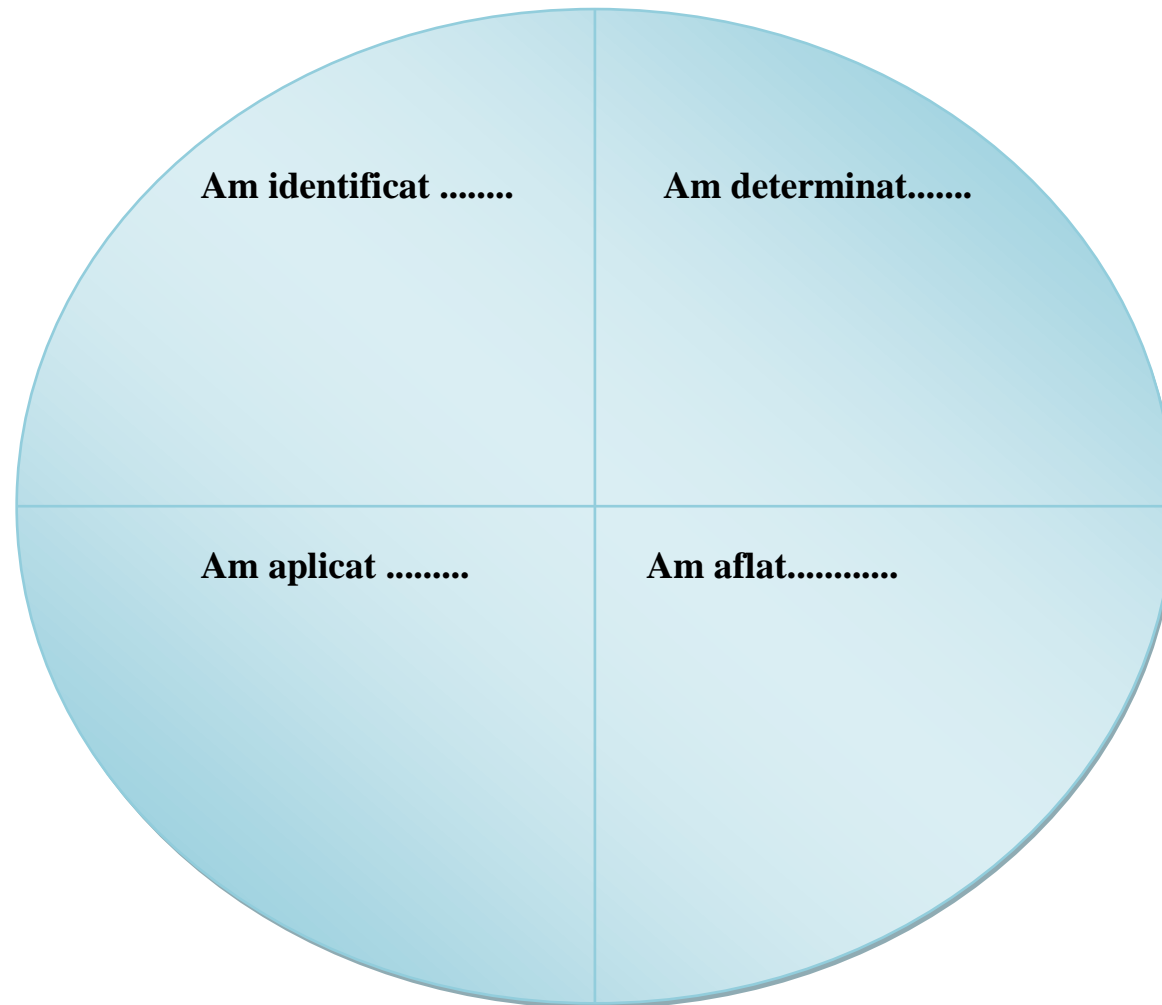 Am identificat ........
Am determinat.......
Am aplicat .........
Am aflat............